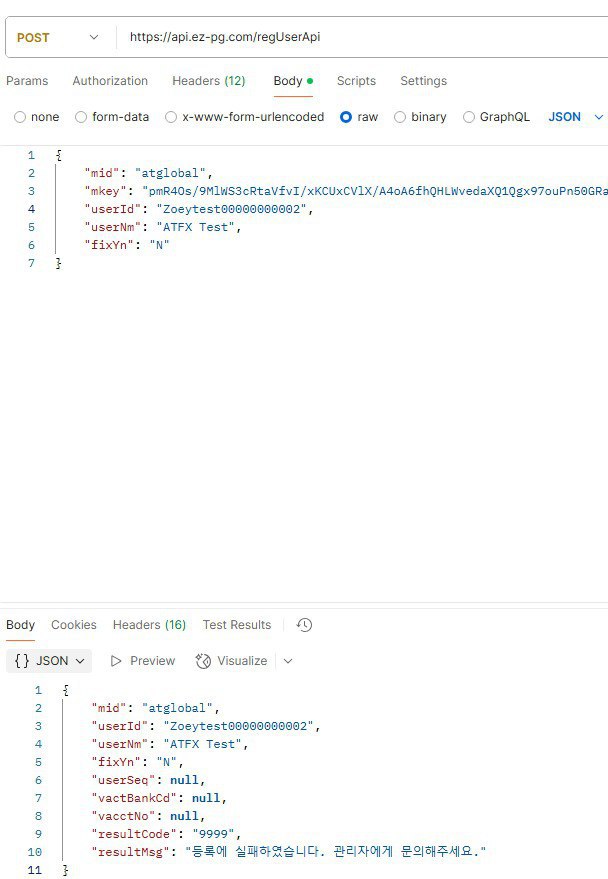 POST https://api.ez-pg.com/regUserApi
Params Authorization Headers (12) Body Scripts Settings
none form-data x-www-form-urlencoded raw binary GraphQL JSON
1 {
2 "mid": "atglobal",
3 "mkey": "pmR4Os/9MlWS3cRtaVfvI/xKCUxCVlX/A4oA6fhQHLWvedaXQ1Qgx97ouPn50GRa
4 "userId": "Zoeytest00000000002",
5 "userNm": "ATFX Test",
6 "fixYn": "N"
7 }
Body Cookies Headers (16) Test Results
{} JSON Preview Visualize
1 {
2 "mid": "atglobal",
3 "userId": "Zoeytest00000000002",
4 "userNm": "ATFX Test",
5 "fixYn": "N",
6 "userSeq": null,
7 "vactBankCd": null,
8 "vacctNo": null,
9 "resultCode": "9999",
10 "resultMsg": "등록에 실패하였습니다. 관리자에게 문의해주세요."
11 }